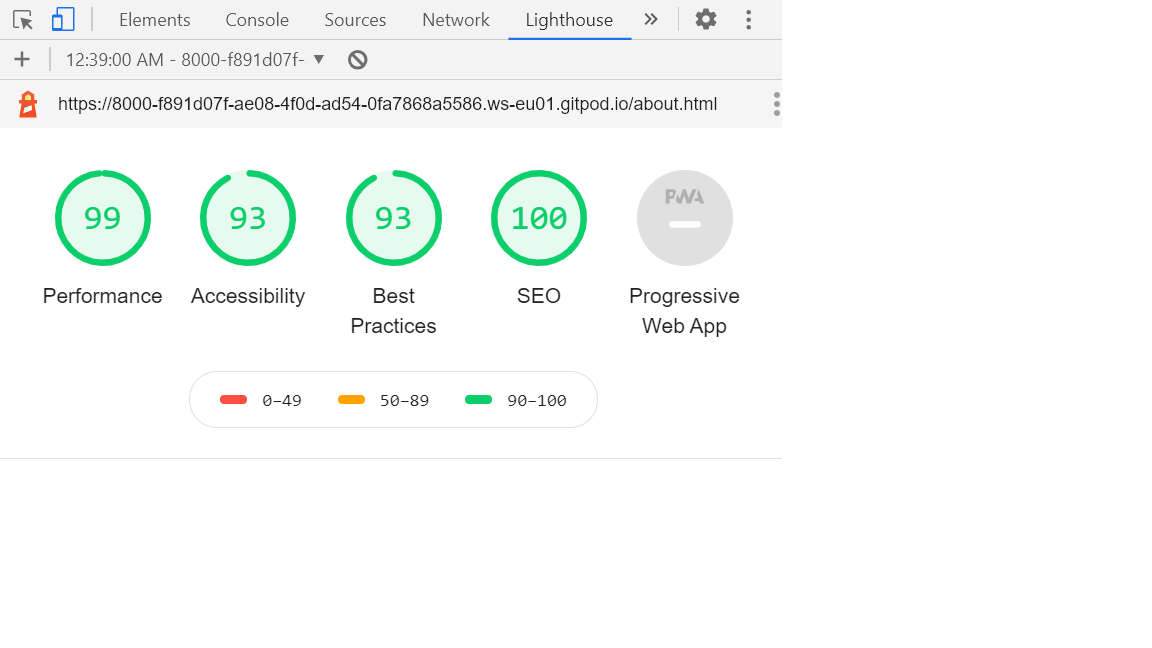 Elements Console Sources Network Lighthouse
12:39:00 AM - 8000-f891d07f-
https://8000-f891d07f-ae08-4f0d-ad54-0fa7868a5586.ws-eu01.gitpod.io/about.html
99 93 93 100 PWA
Performance Accessibility Best Practices SEO Progressive Web App
0–49 50–89 90–100